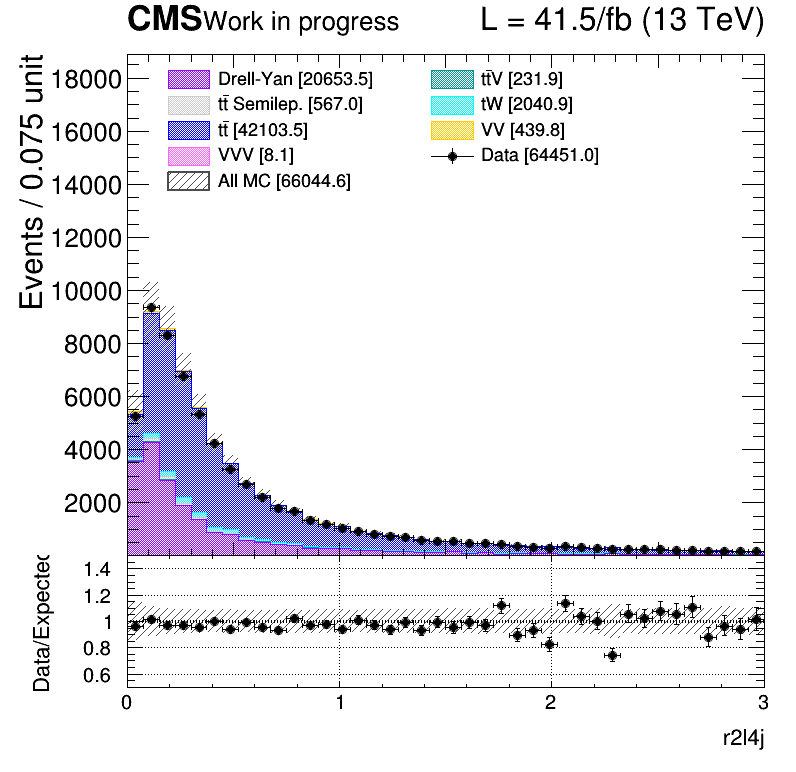 CMS Work in progress L = 41.5/fb (13 TeV)
Events / 0.075 unit
18000
16000
14000
12000
10000
8000
6000
4000
2000
Drell-Yan [20653.5]
tt̄ Semilep. [567.0]
tt̄ [42103.5]
VVV [8.1]
All MC [66044.6]
tt̄V [231.9]
tW [2040.9]
VV [439.8]
Data [64451.0]
Data/Expected
1.4
1.2
1
0.8
0.6
0 1 2 3
r2l4j